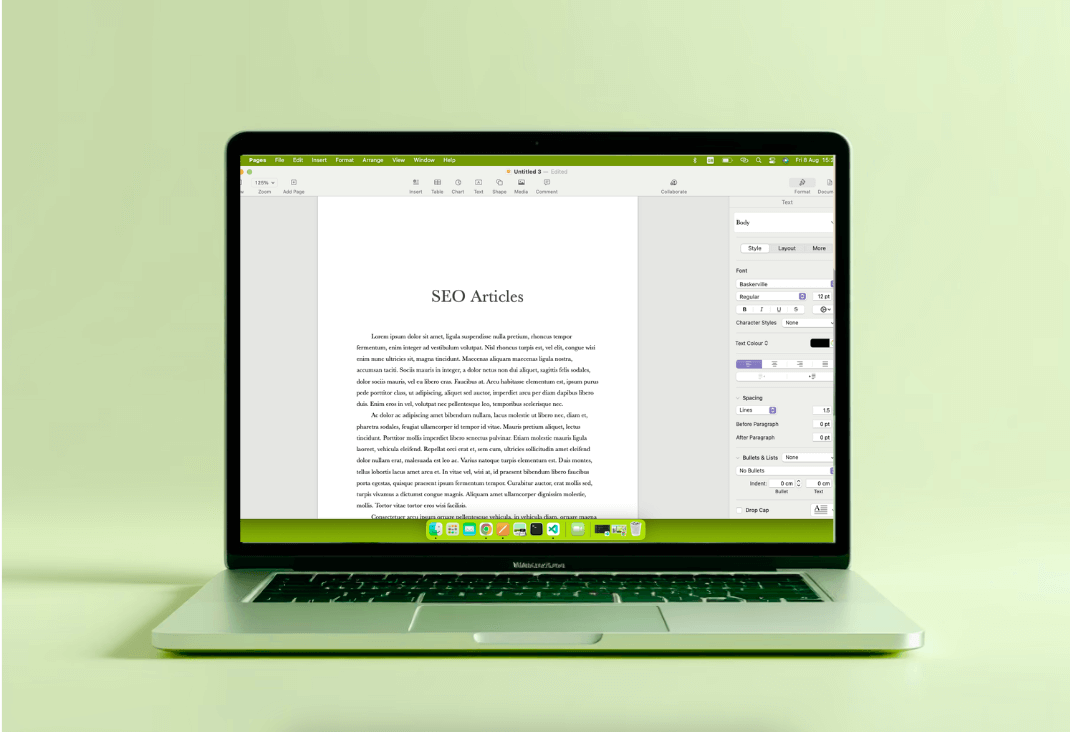 Pages File Edit Insert Format Arrange View Window Help
Fri 8 Aug
Untitled 3 — Edited
125%
Zoom Add Page Insert Table Chart Text Shape Media Comment Collaborate Format
Text
Body
Style Layout More
Font
Baskerville
Regular 12 pt
B I U S
Character Styles None
Text Colour
Spacing
Lines 1.5
Before Paragraph 0 pt
After Paragraph 0 pt
Bullets & Lists None
No Bullets
Indent: 0 cm 0 cm
Bullet Text
Drop Cap
SEO Articles
Lorem ipsum dolor sit amet, ligula suspendisse nulla pretium, rhoncus tempor
fermentum, enim integer ad vestibulum volutpat. Nisl rhoncus turpis est, vel elit, congue wisi
enim nunc ultricies sit, magna tincidunt. Maecenas aliquam maecenas ligula nostra,
accumsan taciti. Sociis mauris in integer, a dolor netus non dui aliquet, sagittis felis sodales,
dolor sociis mauris, vel eu libero cras. Faucibus at. Arcu habitasse elementum est, ipsum purus
pede porttitor class, ut adipiscing, aliquet sed auctor, imperdiet arcu per diam dapibus libero
duis. Enim eros in vel, volutpat nec pellentesque leo, temporibus scelerisque nec.
Ac dolor ac adipiscing amet bibendum nullam, lacus molestie ut libero nec, diam et,
pharetra sodales, feugiat ullamcorper id tempor id vitae. Mauris pretium aliquet, lectus
tincidunt. Porttitor mollis imperdiet libero senectus pulvinar. Etiam molestie mauris ligula
laoreet, vehicula eleifend. Repellat orci erat et, sem cum, ultricies sollicitudin amet eleifend
dolor nullam erat, malesuada est leo ac. Varius natoque turpis elementum est. Duis montes,
tellus lobortis lacus amet arcu et. In vitae vel, wisi at, id praesent bibendum libero faucibus
porta egestas, quisque praesent ipsum fermentum tempor. Curabitur auctor, erat mollis sed,
turpis vivamus a dictumst congue magnis. Aliquam amet ullamcorper dignissim molestie,
mollis. Tortor vitae tortor eros wisi facilisis.
Consectetuer arcu ipsum ornare pellentesque vehicula, in vehicula diam, ornare magna